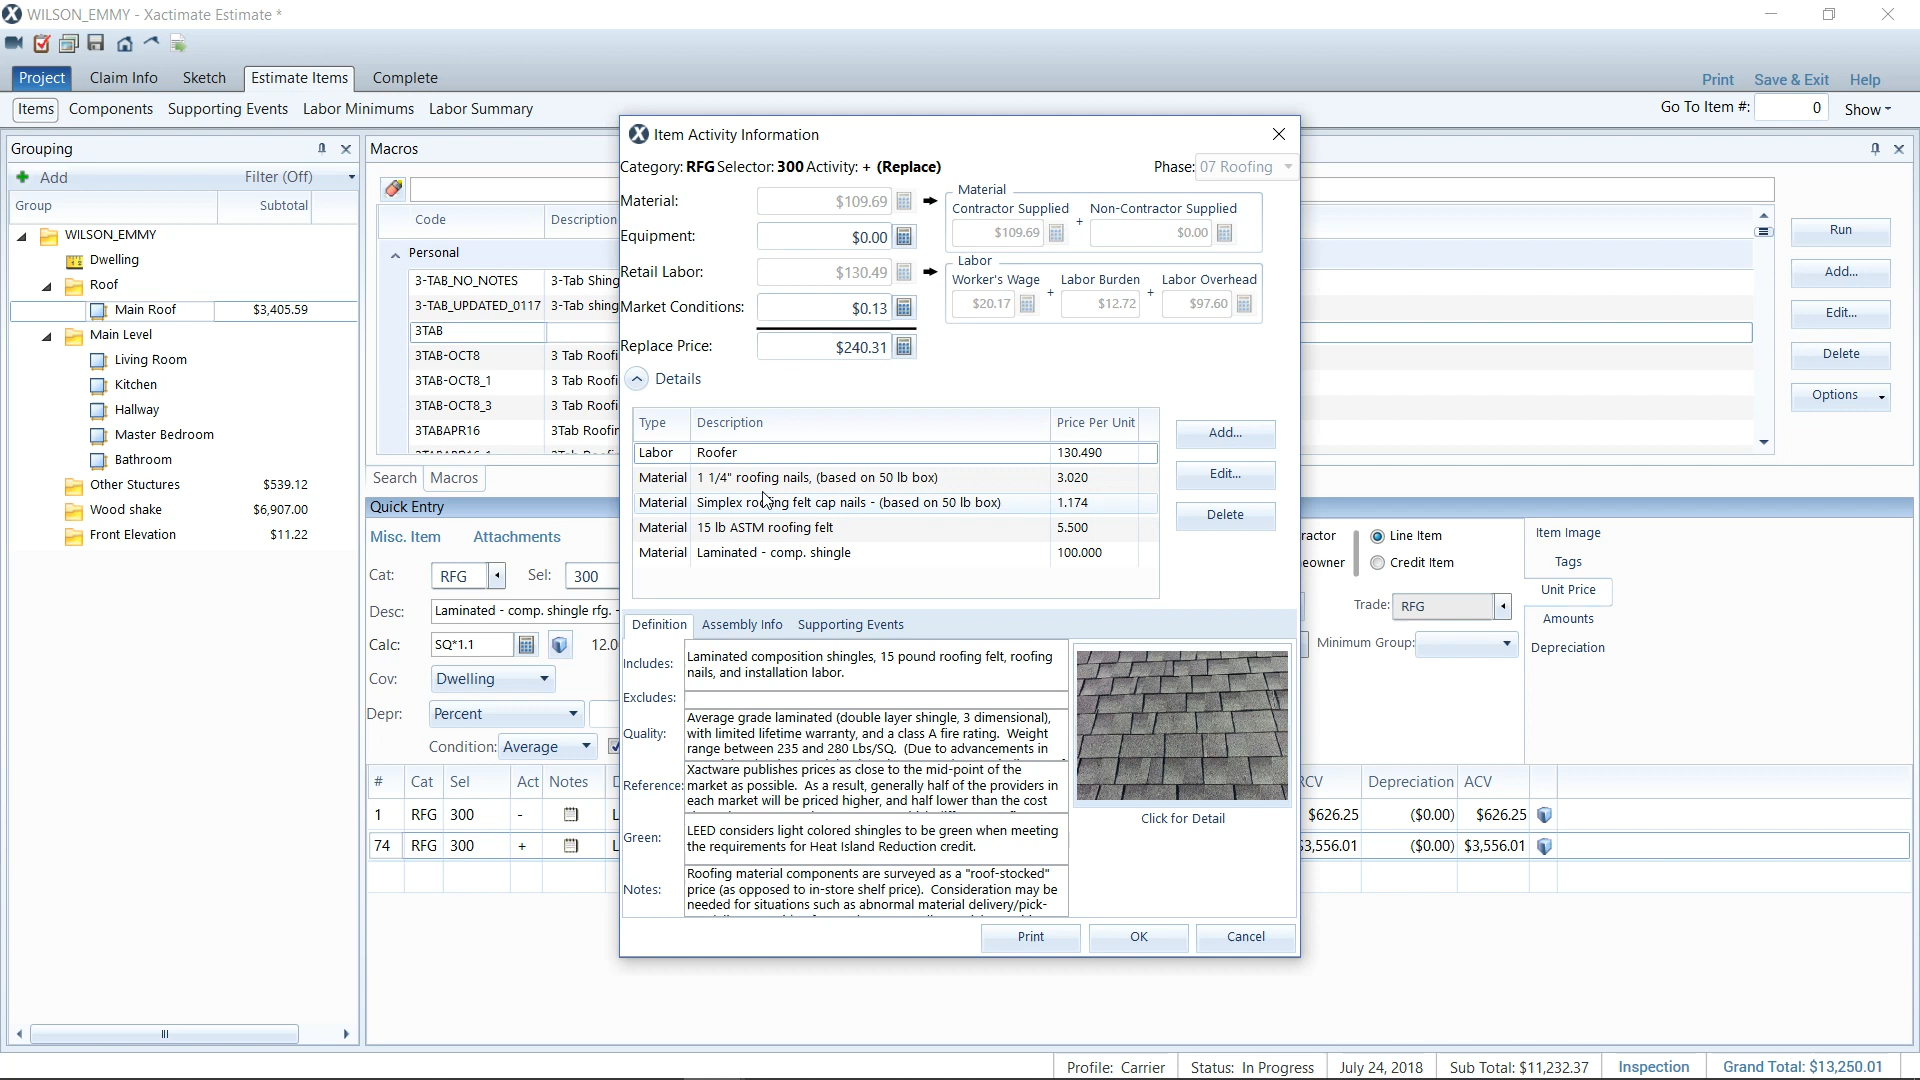 WILSON_EMMY - Xactimate Estimate *
Project Claim Info Sketch Estimate Items Complete
Print Save & Exit Help
Items Components Supporting Events Labor Minimums Labor Summary
Go To Item #: 0 Show
Grouping
Add Filter (Off)
Group Subtotal
WILSON_EMMY
Dwelling
Roof
Main Roof $3,405.59
Main Level
Living Room
Kitchen
Hallway
Master Bedroom
Bathroom
Other Stuctures $539.12
Wood shake $6,907.00
Front Elevation $11.22
Macros
Code Description
Personal
3-TAB_NO_NOTES 3-Tab Shing
3-TAB_UPDATED_0117 3-Tab shing
3TAB
3TAB-OCT8 3 Tab Roofi
3TAB-OCT8_1 3 Tab Roofi
3TAB-OCT8_3 3 Tab Roofi
3TABAPR16 3Tab Roofin
Run
Add...
Edit...
Delete
Options
Search Macros
Quick Entry
Misc. Item Attachments
Cat: RFG Sel: 300
Desc: Laminated - comp. shingle rfg. -
Calc: SQ*1.1 12.0
Cov: Dwelling
Depr: Percent
Condition: Average
# Cat Sel Act Notes D
1 RFG 300 - L
74 RFG 300 + L
Item Activity Information
Category: RFG Selector: 300 Activity: + (Replace)
Phase: 07 Roofing
Material: $109.69
Equipment: $0.00
Retail Labor: $130.49
Market Conditions: $0.13
Replace Price: $240.31
Material
Contractor Supplied + Non-Contractor Supplied
$109.69 $0.00
Labor
Worker's Wage + Labor Burden + Labor Overhead
$20.17 $12.72 $97.60
Details
Type Description Price Per Unit
Labor Roofer 130.490
Material 1 1/4" roofing nails, (based on 50 lb box) 3.020
Material Simplex roofing felt cap nails - (based on 50 lb box) 1.174
Material 15 lb ASTM roofing felt 5.500
Material Laminated - comp. shingle 100.000
Add...
Edit...
Delete
Definition Assembly Info Supporting Events
Includes: Laminated composition shingles, 15 pound roofing felt, roofing
nails, and installation labor.
Excludes:
Quality: Average grade laminated (double layer shingle, 3 dimensional),
with limited lifetime warranty, and a class A fire rating. Weight
range between 235 and 280 Lbs/SQ. (Due to advancements in
Reference: Xactware publishes prices as close to the mid-point of the
market as possible. As a result, generally half of the providers in
each market will be priced higher, and half lower than the cost
Green: LEED considers light colored shingles to be green when meeting
the requirements for Heat Island Reduction credit.
Notes: Roofing material components are surveyed as a "roof-stocked"
price (as opposed to in-store shelf price). Consideration may be
needed for situations such as abnormal material delivery/pick-
Click for Detail
Print OK Cancel
ractor Line Item
eowner Credit Item
Trade: RFG
Minimum Group:
Item Image
Tags
Unit Price
Amounts
Depreciation
RCV Depreciation ACV
$626.25 ($0.00) $626.25
$3,556.01 ($0.00) $3,556.01
Profile: Carrier Status: In Progress July 24, 2018 Sub Total: $11,232.37 Inspection Grand Total: $13,250.01